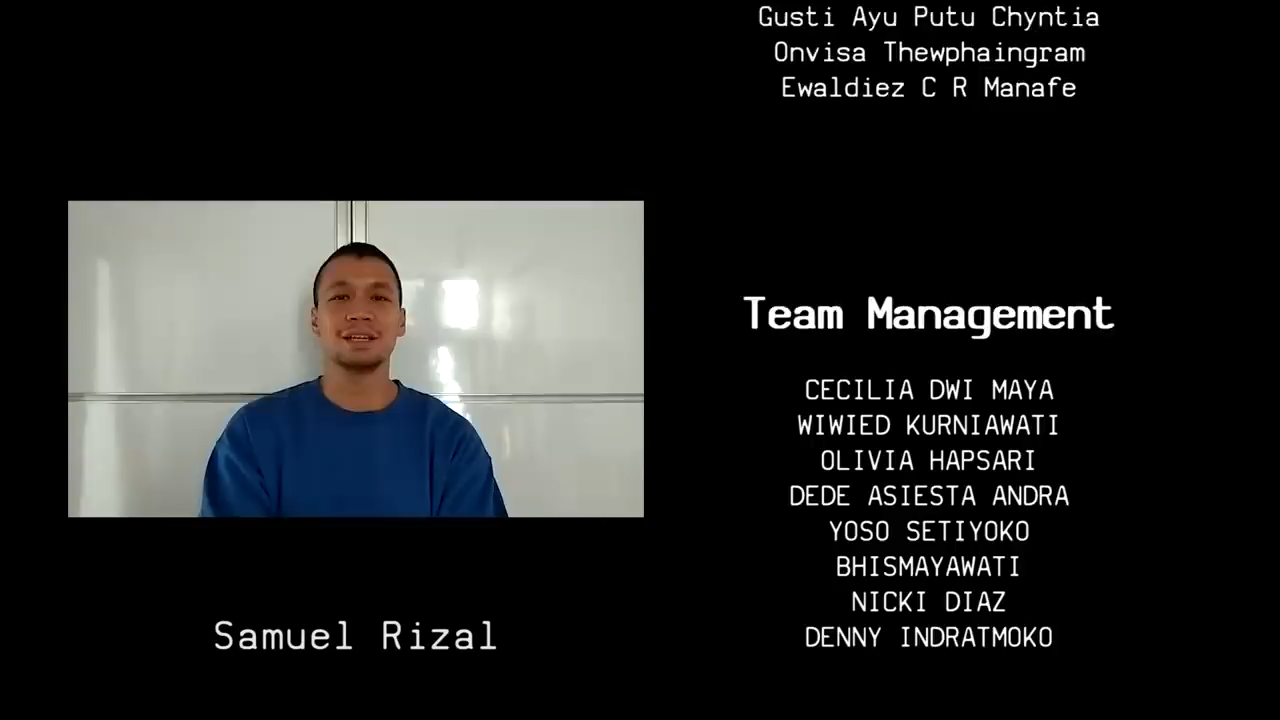 Gusti Ayu Putu Chyntia
Onvisa Thewphaingram
Ewaldiez C R Manafe
Samuel Rizal
Team Management
CECILIA DWI MAYA
WIWIED KURNIAWATI
OLIVIA HAPSARI
DEDE ASIESTA ANDRA
YOSO SETIYOKO
BHISMAYAWATI
NICKI DIAZ
DENNY INDRATMOKO